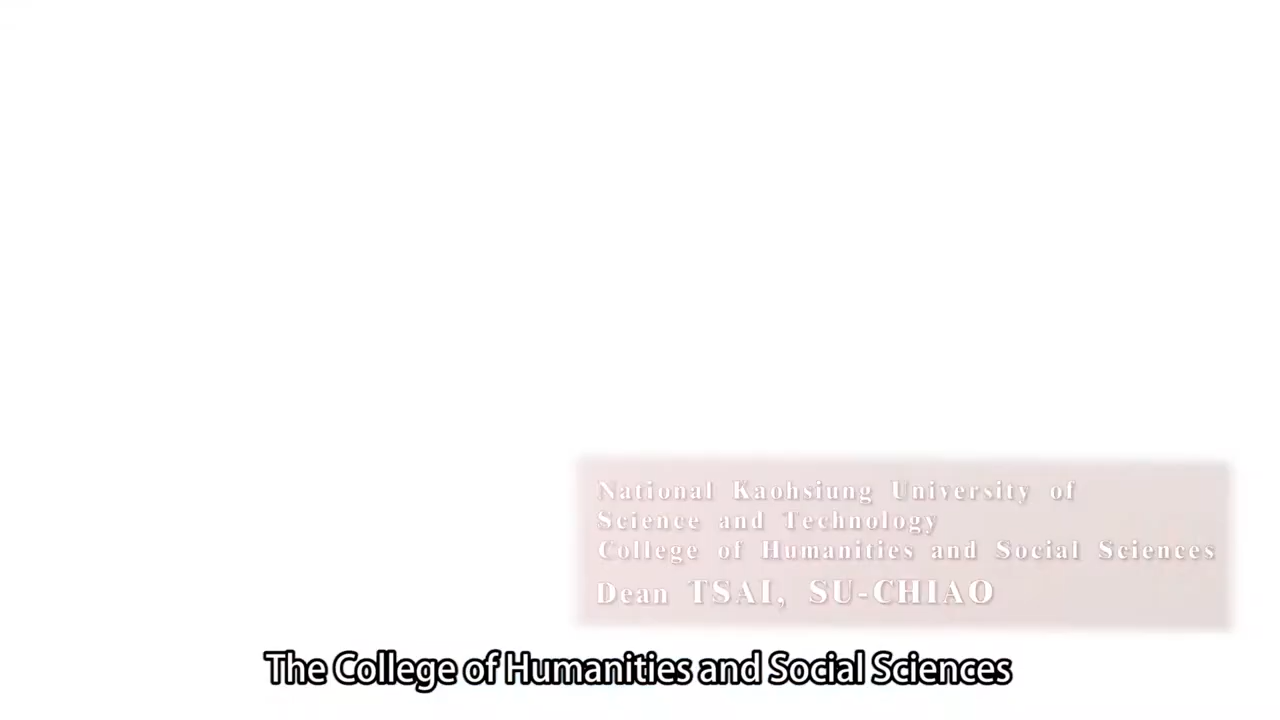 National Kaohsiung University of
Science and Technology
College of Humanities and Social Sciences
Dean TSAI, SU-CHIAO
The College of Humanities and Social Sciences